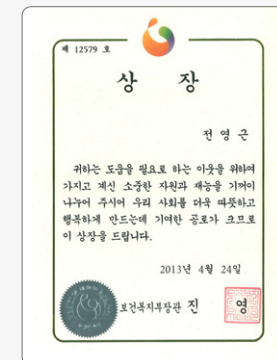 제 12579 호
상 장
전 영 근
귀하는 도움을 필요로 하는 이웃을 위하여
가지고 계신 소중한 자원과 재능을 기꺼이
나누어 주시어 우리 사회를 더욱 따뜻하고
행복하게 만드는데 기여한 공로가 크므로
이 상장을 드립니다.
2013년 4월 24일
보건복지부장관 진 영